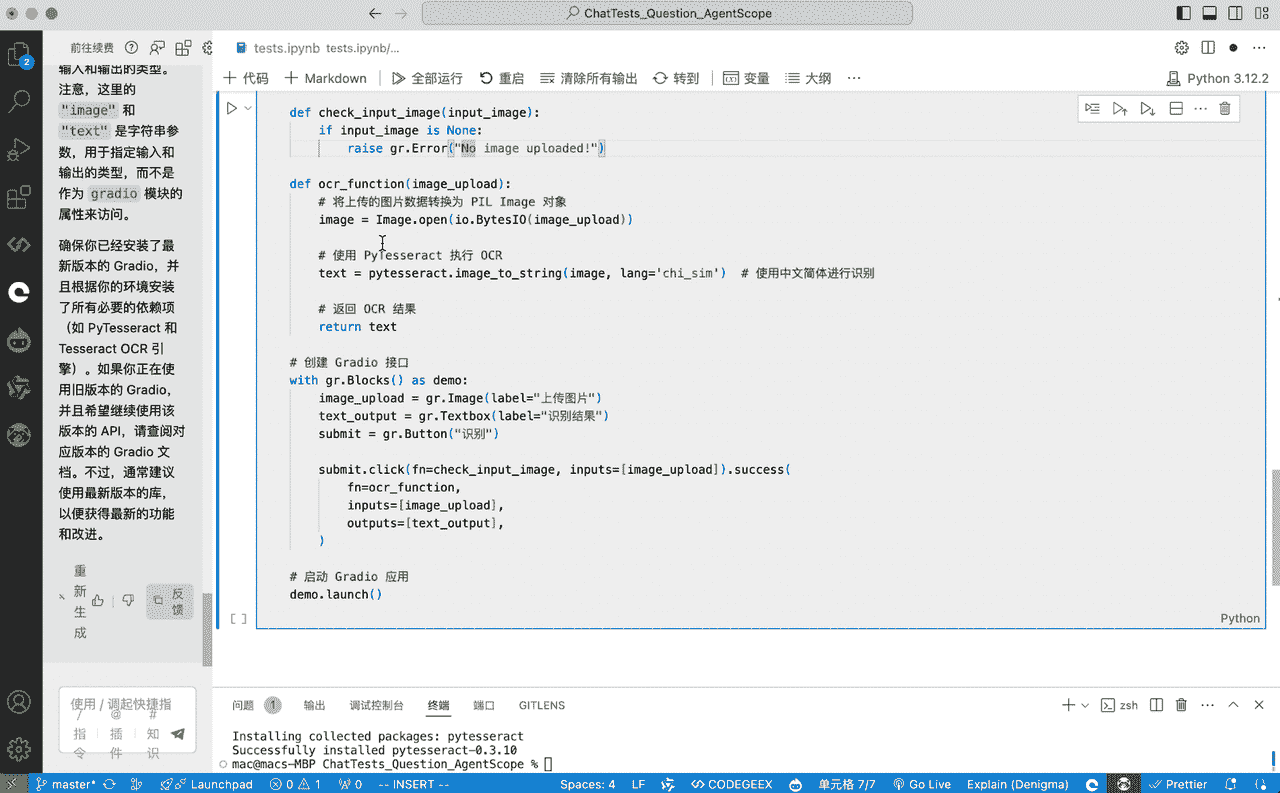 ChatTests_Question_AgentScope
2
前往续费
输入和输出的类型。
注意，这里的
"image" 和
"text" 是字符串参
数，用于指定输入和
输出的类型，而不是
作为 gradio 模块的
属性来访问。
确保你已经安装了最
新版本的 Gradio，并
且根据你的环境安装
了所有必要的依赖项
（如 PyTesseract 和
Tesseract OCR 引
擎）。如果你正在使
用旧版本的 Gradio，
并且希望继续使用该
版本的 API，请查阅对
应版本的 Gradio 文
档。不过，通常建议
使用最新版本的库，
以便获得最新的功能
和改进。
重新生成
反馈
使用 / 调起快捷指
/ @ #
指令 插件 知识
tests.ipynb tests.ipynb/...
代码 Markdown 全部运行 重启 清除所有输出 转到 变量 大纲 ... Python 3.12.2
def check_input_image(input_image):
if input_image is None:
raise gr.Error("No image uploaded!")
def ocr_function(image_upload):
# 将上传的图片数据转换为 PIL Image 对象
image = Image.open(io.BytesIO(image_upload))
# 使用 PyTesseract 执行 OCR
text = pytesseract.image_to_string(image, lang='chi_sim')  # 使用中文简体进行识别
# 返回 OCR 结果
return text
# 创建 Gradio 接口
with gr.Blocks() as demo:
image_upload = gr.Image(label="上传图片")
text_output = gr.Textbox(label="识别结果")
submit = gr.Button("识别")
submit.click(fn=check_input_image, inputs=[image_upload]).success(
fn=ocr_function,
inputs=[image_upload],
outputs=[text_output],
)
# 启动 Gradio 应用
demo.launch()
[ ]
Python
问题 1 输出 调试控制台 终端 端口 GITLENS zsh
Installing collected packages: pytesseract
Successfully installed pytesseract-0.3.10
mac@macs-MBP ChatTests_Question_AgentScope %
master* Launchpad 0 1 0 -- INSERT -- Spaces: 4 LF CODEGEEX 单元格 7/7 Go Live Explain (Denigma) Prettier